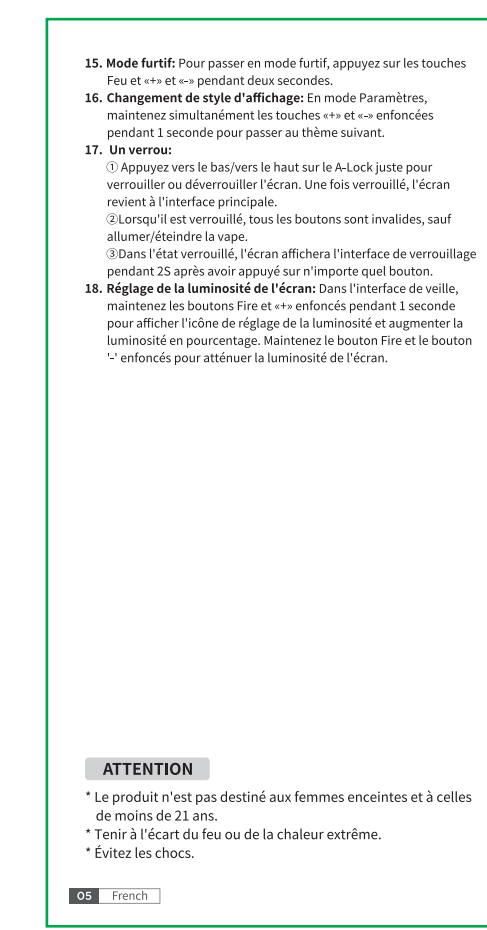 15. Mode furtif: Pour passer en mode furtif, appuyez sur les touches
Feu et «+» et «-» pendant deux secondes.
16. Changement de style d'affichage: En mode Paramètres,
maintenez simultanément les touches «+» et «-» enfoncées
pendant 1 seconde pour passer au thème suivant.
17. Un verrou:
① Appuyez vers le bas/vers le haut sur le A-Lock juste pour
verrouiller ou déverrouiller l'écran. Une fois verrouillé, l'écran
revient à l'interface principale.
②Lorsqu'il est verrouillé, tous les boutons sont invalides, sauf
allumer/éteindre la vape.
③Dans l'état verrouillé, l'écran affichera l'interface de verrouillage
pendant 2S après avoir appuyé sur n'importe quel bouton.
18. Réglage de la luminosité de l'écran: Dans l'interface de veille,
maintenez les boutons Fire et «+» enfoncés pendant 1 seconde
pour afficher l'icône de réglage de la luminosité et augmenter la
luminosité en pourcentage. Maintenez le bouton Fire et le bouton
'-' enfoncés pour atténuer la luminosité de l'écran.
ATTENTION
* Le produit n'est pas destiné aux femmes enceintes et à celles
de moins de 21 ans.
* Tenir à l'écart du feu ou de la chaleur extrême.
* Évitez les chocs.
05 French